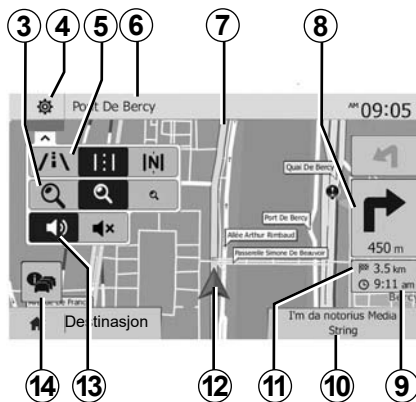 3
4
5
6
7
8
Pont De Bercy
AM 09:05
|N|
Quai De Bercy
Port De Bercy
Allée Arthur Rimbaud
Passerelle Simone De Beauvoir
450 m
3.5 km
9:11 am
Destinasjon
I'm da notorius Media
String
14
13
12
11
10
9